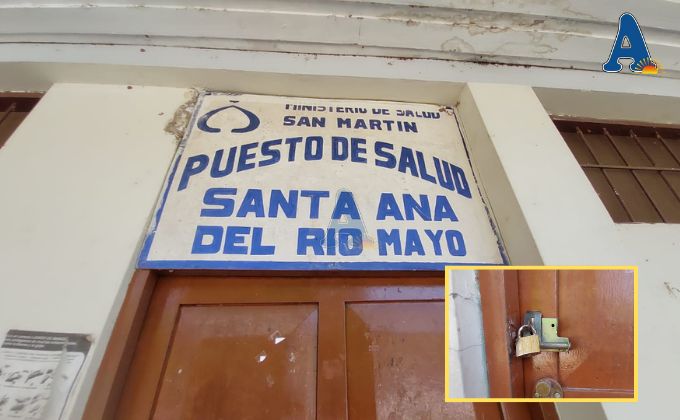 A
MINISTERIO DE SALUD
SAN MARTIN
PUESTO DE SALUD
SANTA ANA
DEL RIO MAYO